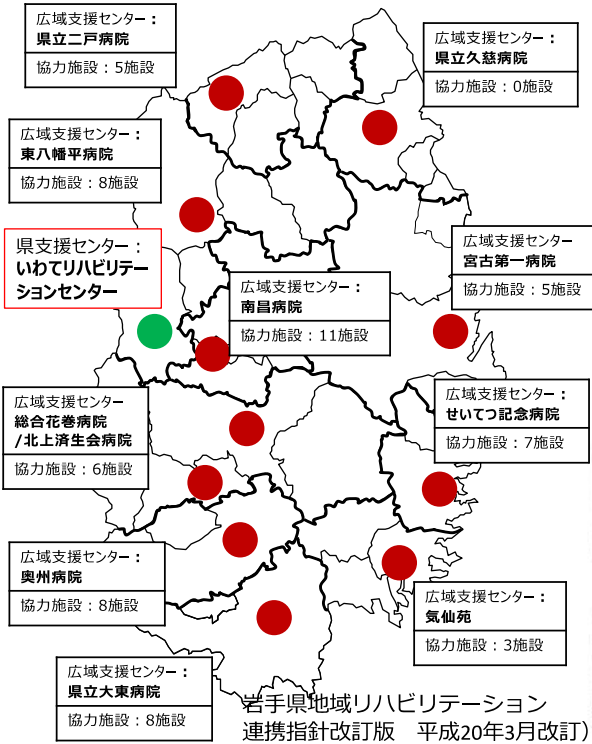 広域支援センター：
県立二戸病院
協力施設：5施設
広域支援センター：
県立久慈病院
協力施設：0施設
広域支援センター：
東八幡平病院
協力施設：8施設
県支援センター：
いわてリハビリテー
ションセンター
広域支援センター
宮古第一病院
協力施設：5施設
広域支援センター：
南昌病院
協力施設：11施設
広域支援センター
総合花巻病院
/北上済生会病院
協力施設：6施設
広域支援センター：
せいてつ記念病院
協力施設：7施設
広域支援センター：
奥州病院
協力施設：8施設
広域支援センター：
気仙苑
協力施設：3施設
広域支援センター：
県立大東病院
協力施設：8施設
岩手県地域リハビリテーション
連携指針改訂版　平成20年3月改訂）